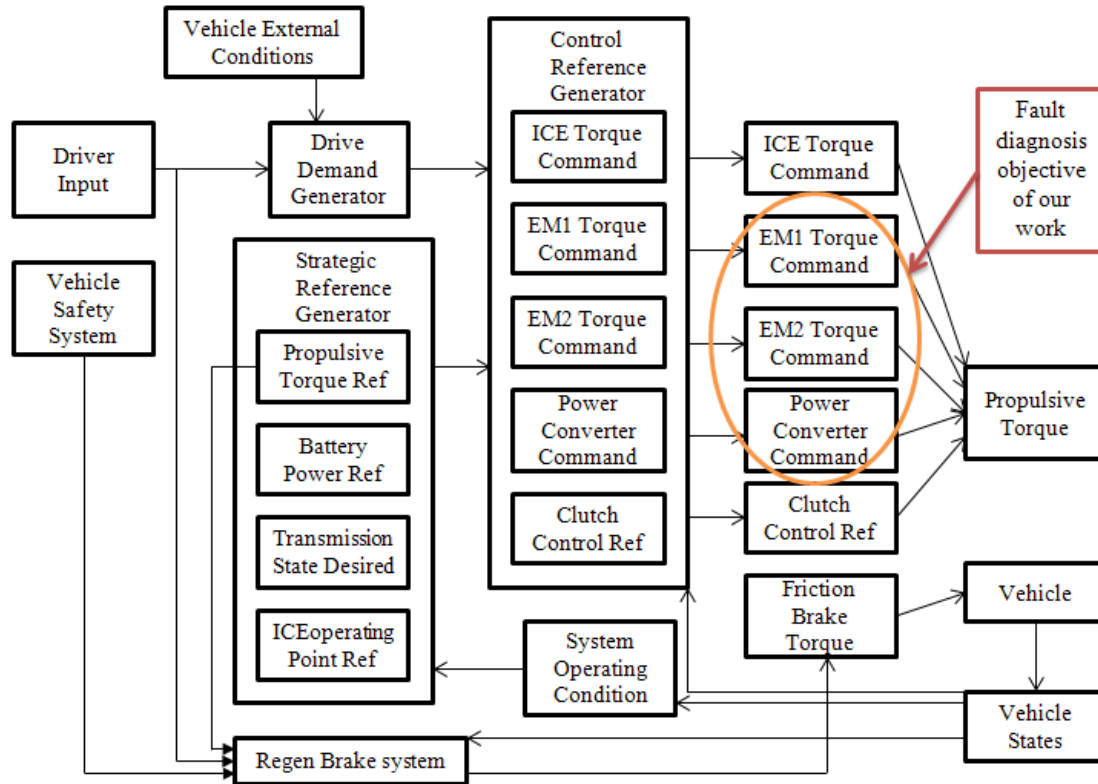 Vehicle External
Conditions
Control
Reference
Generator
ICE Torque
Command
EM1 Torque
Command
EM2 Torque
Command
Power
Converter
Command
Clutch
Control Ref
Driver
Input
Drive
Demand
Generator
Vehicle
Safety
System
Strategic
Reference
Generator
Propulsive
Torque Ref
Battery
Power Ref
Transmission
State Desired
ICEoperating
Point Ref
ICE Torque
Command
EM1 Torque
Command
EM2 Torque
Command
Power
Converter
Command
Clutch
Control Ref
Fault
diagnosis
objective
of our
work
Propulsive
Torque
Friction
Brake
Torque
Vehicle
System
Operating
Condition
Vehicle
States
Regen Brake system